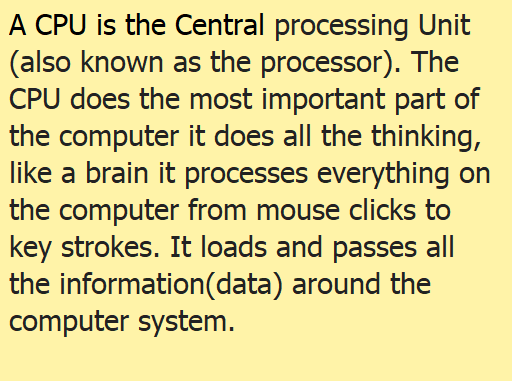 A CPU is the Central processing Unit
(also known as the processor). The
CPU does the most important part of
the computer it does all the thinking,
like a brain it processes everything on
the computer from mouse clicks to
key strokes. It loads and passes all
the information(data) around the
computer system.